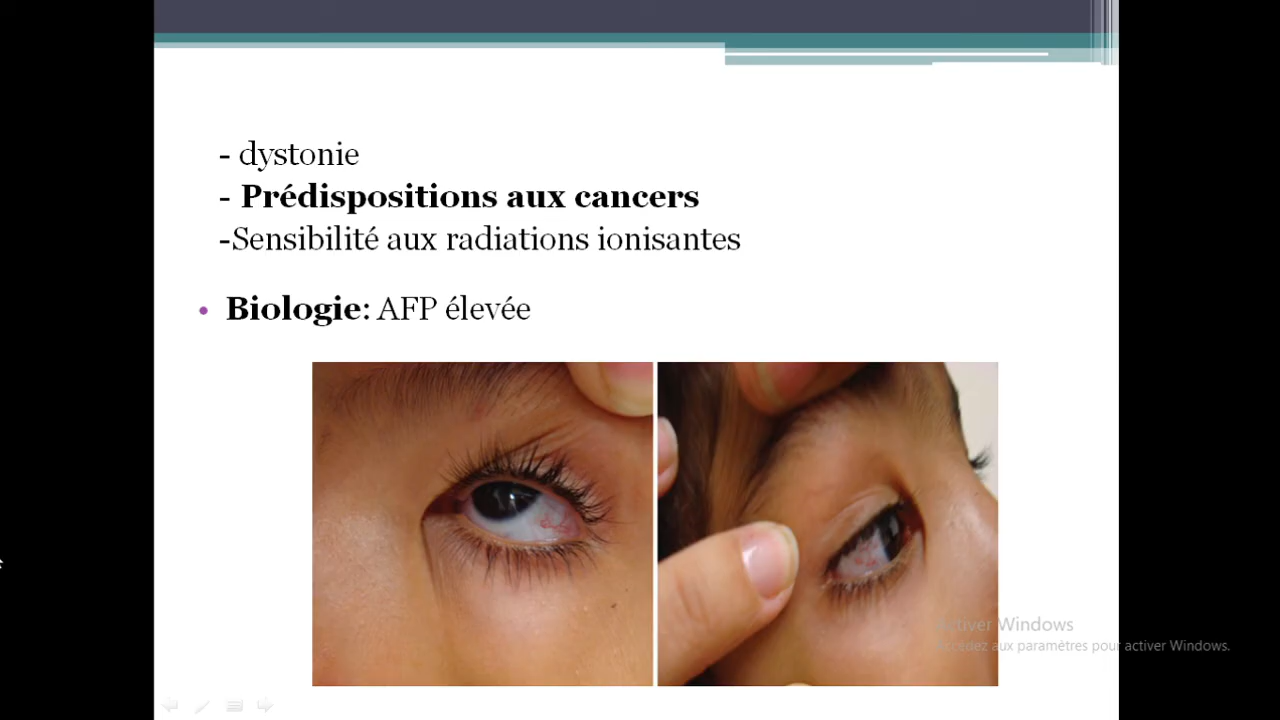 - dystonie
- Prédispositions aux cancers
-Sensibilité aux radiations ionisantes
• Biologie: AFP élevée
Activer Windows
Accédez aux paramètres pour activer Windows.